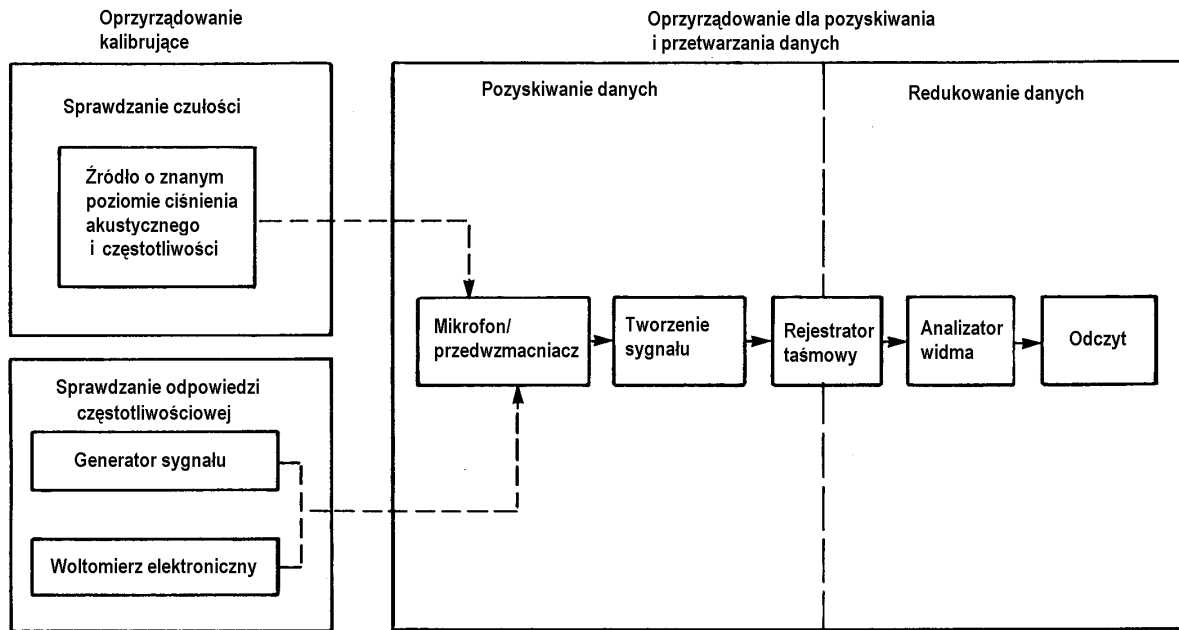 Oprzyrządowanie
kalibrujące
Oprzyrządowanie dla pozyskiwania
i przetwarzania danych
Sprawdzanie czułości
Źródło o znanym
poziomie ciśnienia
akustycznego
i częstotliwości
Sprawdzanie odpowiedzi
częstotliwościowej
Generator sygnału
Woltomierz elektroniczny
Pozyskiwanie danych
Redukowanie danych
Mikrofon/
przedwzmacniacz
Tworzenie
sygnału
Rejestrator
taśmowy
Analizator
widma
Odczyt